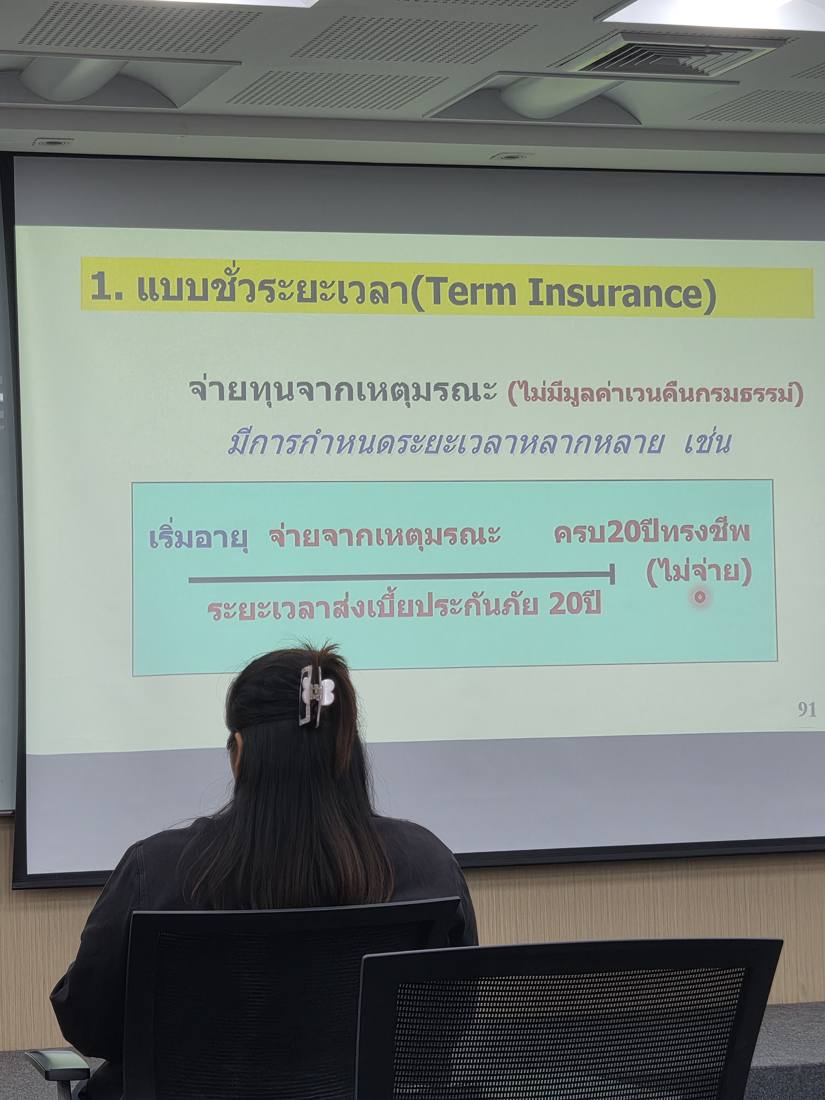 1. แบบชั่วระยะเวลา(Term Insurance)
จ่ายทุนจากเหตุมรณะ (ไม่มีมูลค่าเวนคืนกรมธรรม์)
มีการกำหนดระยะเวลาหลากหลาย เช่น
เริ่มอายุ จ่ายจากเหตุมรณะ ครบ20ปีทรงชีพ
(ไม่จ่าย)
ระยะเวลาส่งเบี้ยประกันภัย 20ปี
91